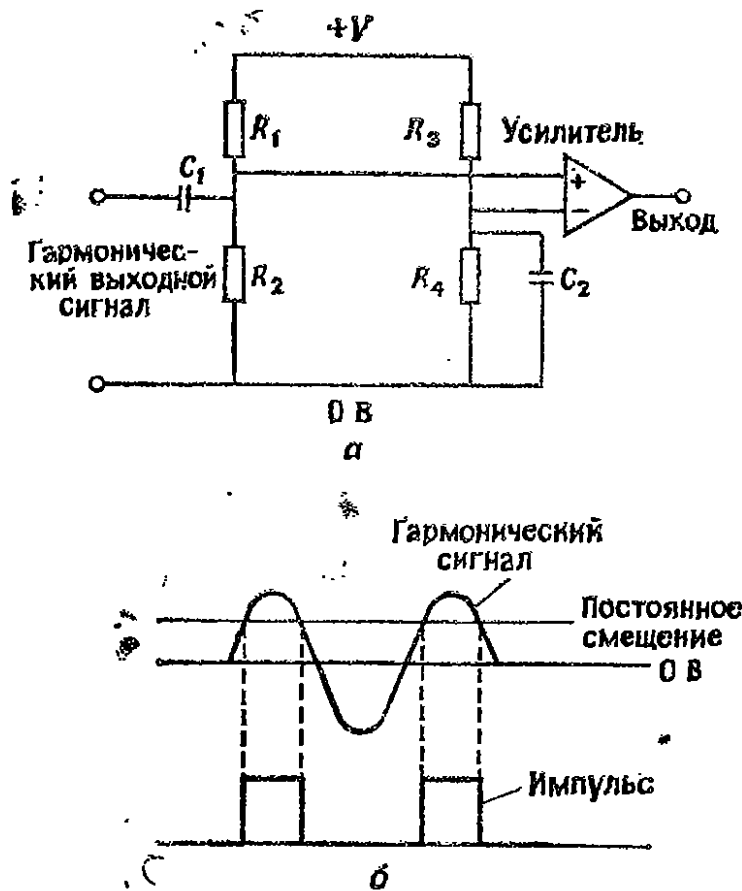 +V
R₁
R₃
Усилитель
C₁
+
−
Выход
Гармоничес-
кий выходной
сигнал
R₂
R₄
C₂
0 В
а
Гармонический
сигнал
Постоянное
смещение
0 В
Импульс
б